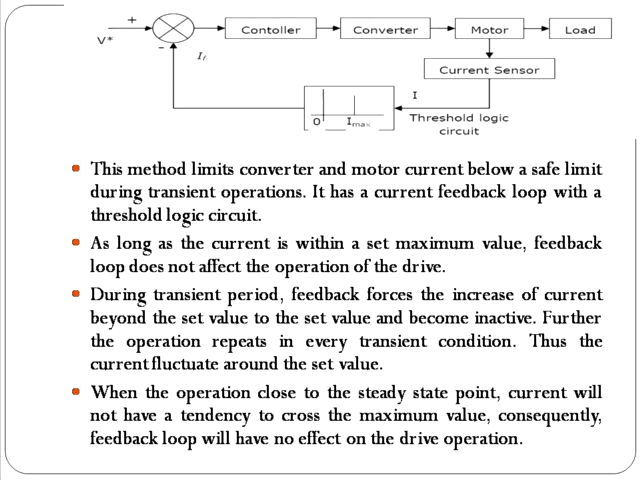 +
V*
−
If
Contoller
Converter
Motor
Load
Current Sensor
I
0
Imax
Threshold logic
circuit
This method limits converter and motor current below a safe limit
during transient operations. It has a current feedback loop with a
threshold logic circuit.
As long as the current is within a set maximum value, feedback
loop does not affect the operation of the drive.
During transient period, feedback forces the increase of current
beyond the set value to the set value and become inactive. Further
the operation repeats in every transient condition. Thus the
current fluctuate around the set value.
When the operation close to the steady state point, current will
not have a tendency to cross the maximum value, consequently,
feedback loop will have no effect on the drive operation.